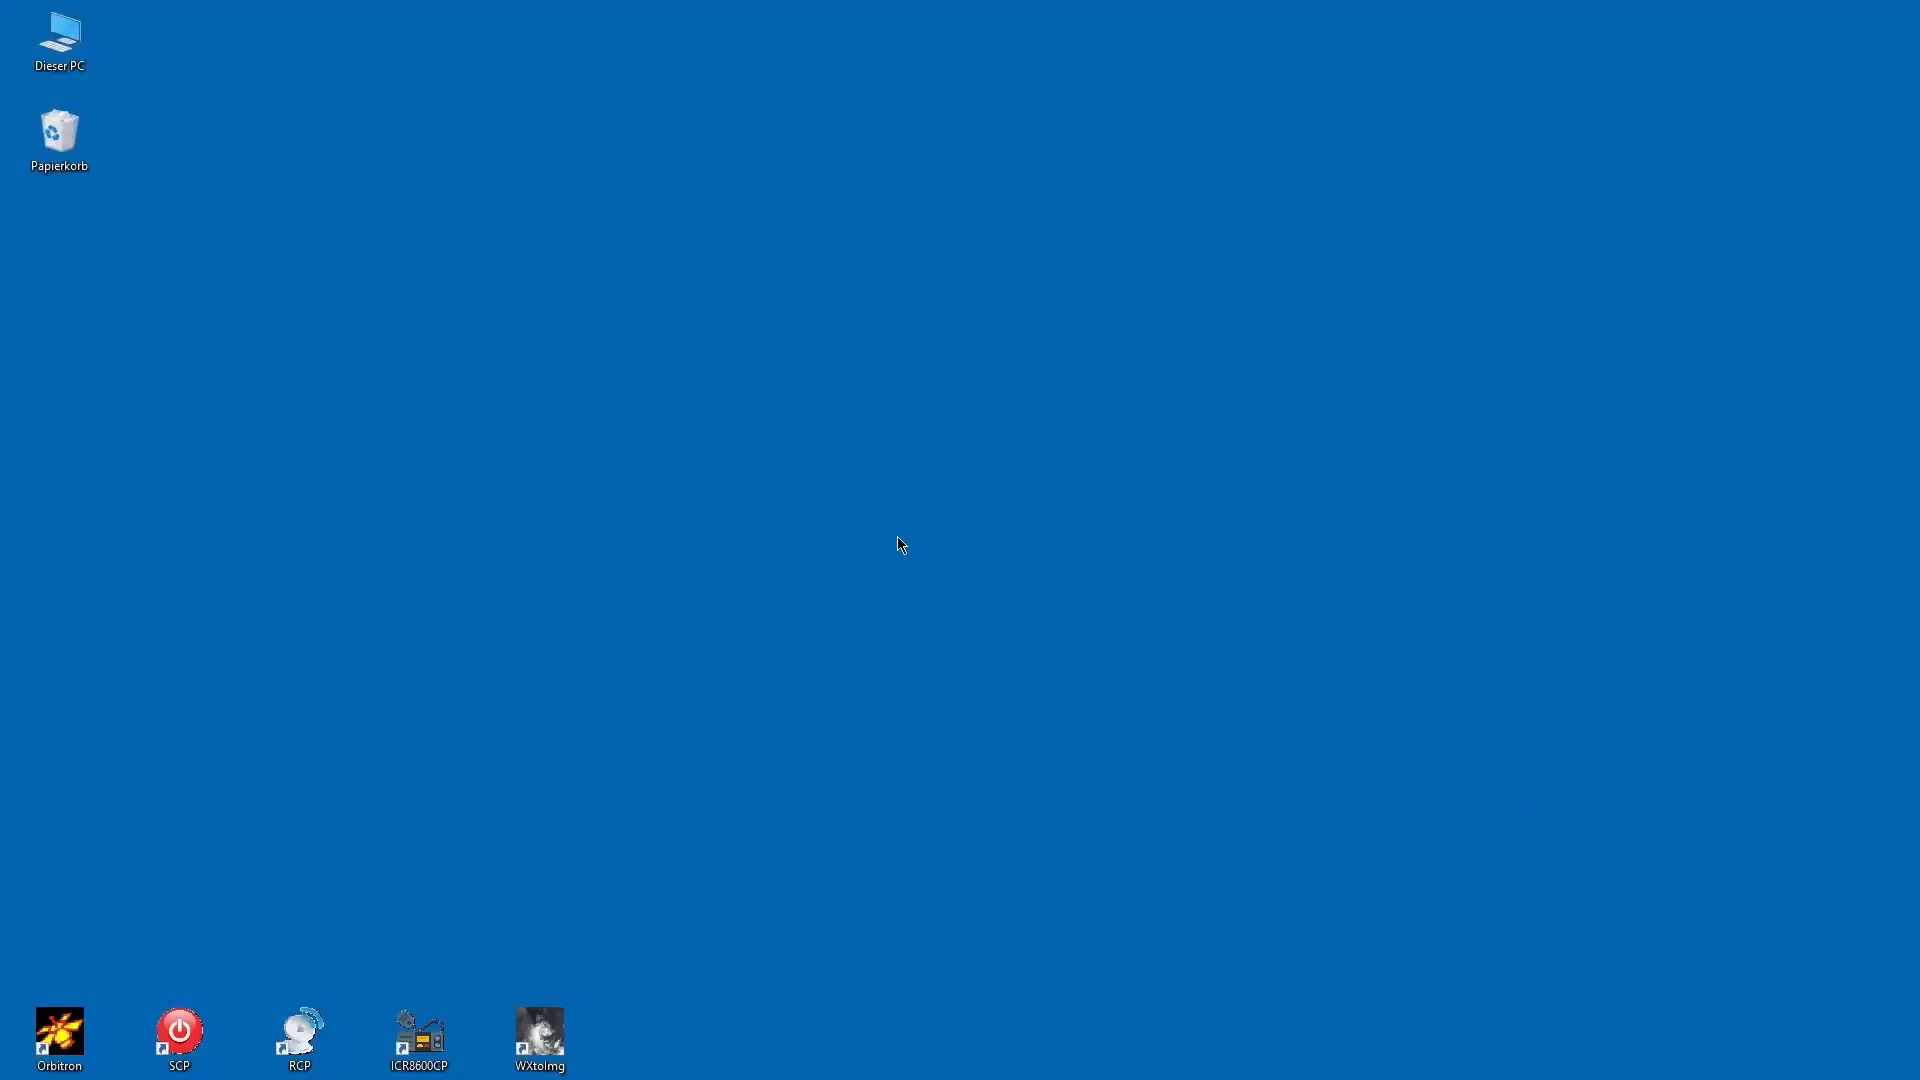 Dieser PC
Papierkorb
Orbitron
SCP
RCP
ICR8600CP
WXtoImg